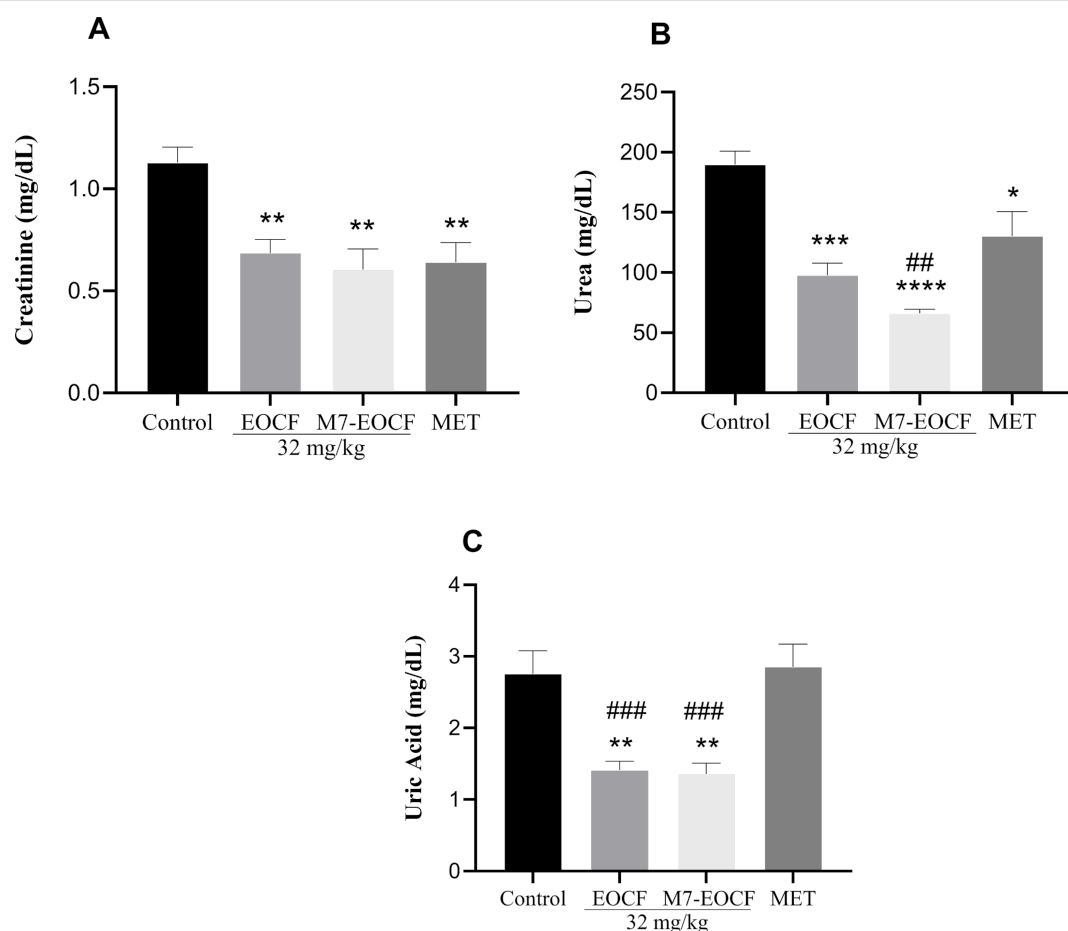 A
Creatinine (mg/dL)
1.5
1.0
0.5
0.0
** ** **
Control EOCF M7-EOCF MET
32 mg/kg
B
Urea (mg/dL)
250
200
150
100
50
0
*** ## **** *
Control EOCF M7-EOCF MET
32 mg/kg
C
Uric Acid (mg/dL)
4
3
2
1
0
### ###
** **
Control EOCF M7-EOCF MET
32 mg/kg